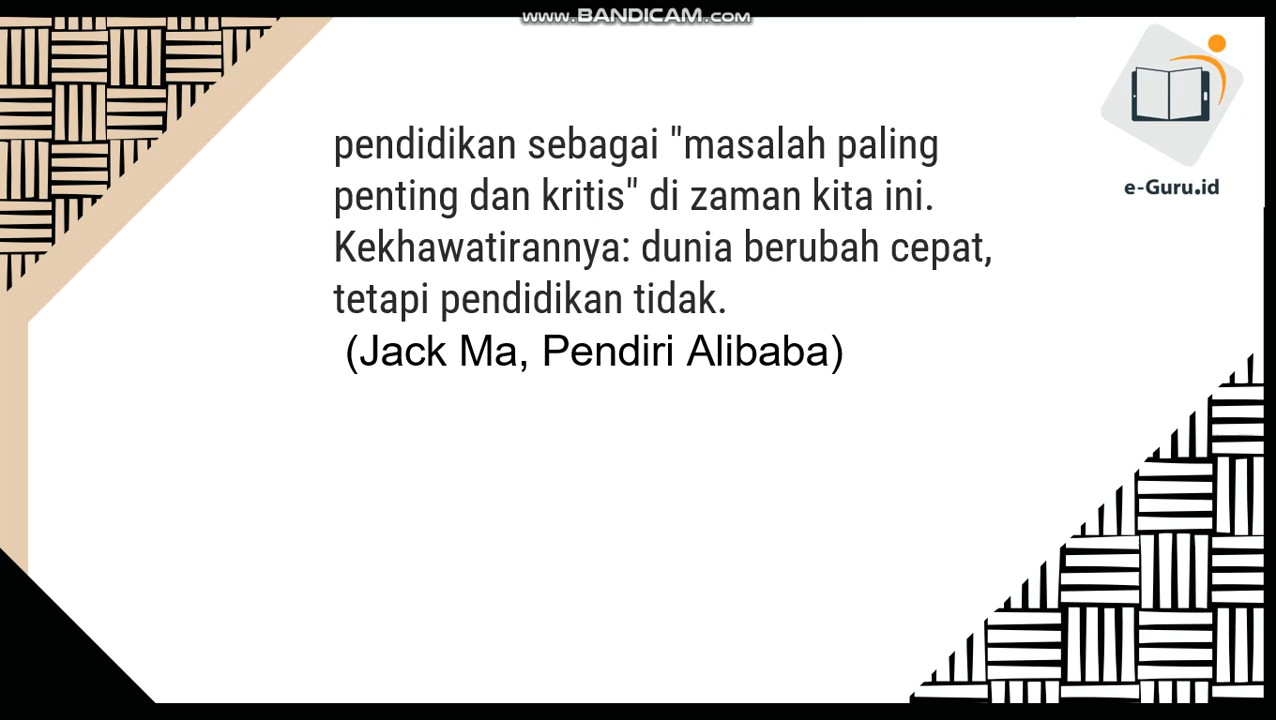 www.BANDICAM.com
e-Guru.id
pendidikan sebagai "masalah paling
penting dan kritis" di zaman kita ini.
Kekhawatirannya: dunia berubah cepat,
tetapi pendidikan tidak.
(Jack Ma, Pendiri Alibaba)